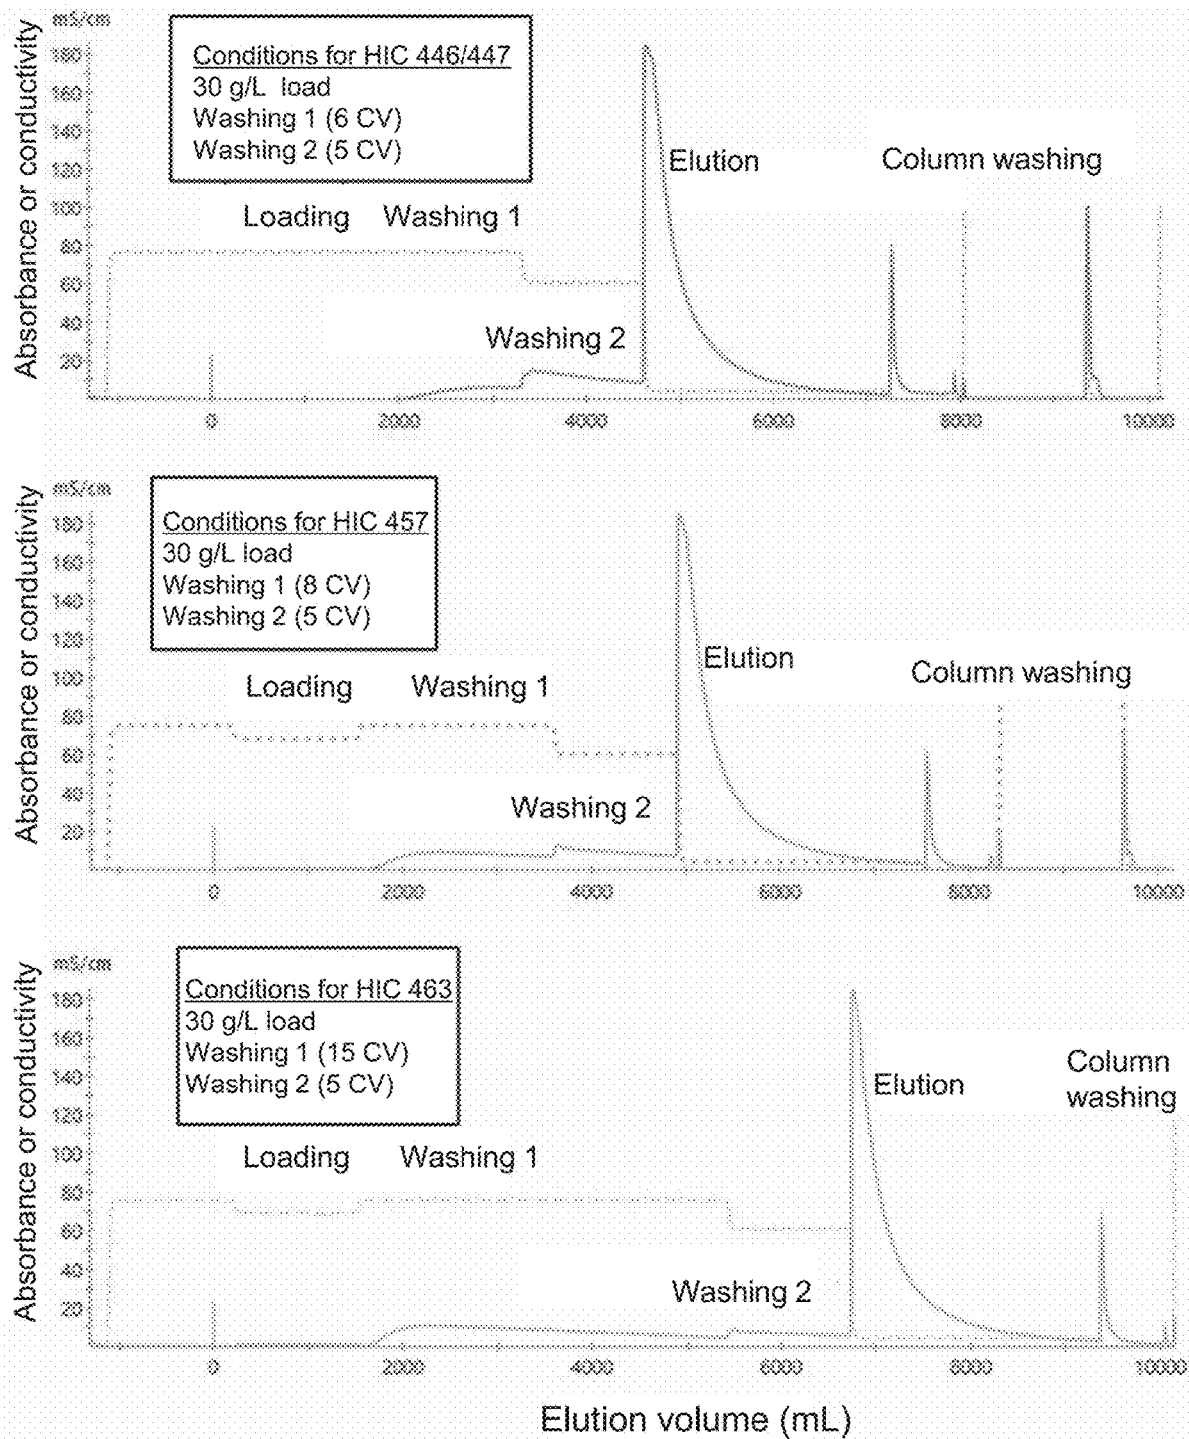 mS/cm
Absorbance or conductivity
180
160
140
120
100
80
60
40
20
Conditions for HIC 446/447
30 g/L load
Washing 1 (6 CV)
Washing 2 (5 CV)
Elution
Column washing
Loading Washing 1
Washing 2
0 2000 4000 6000 8000 10000
mS/cm
Absorbance or conductivity
180
160
140
120
100
80
60
40
20
Conditions for HIC 457
30 g/L load
Washing 1 (8 CV)
Washing 2 (5 CV)
Elution
Column washing
Loading Washing 1
Washing 2
0 2000 4000 6000 8000 10000
mS/cm
Absorbance or conductivity
180
160
140
120
100
80
60
40
20
Conditions for HIC 463
30 g/L load
Washing 1 (15 CV)
Washing 2 (5 CV)
Elution
Column
washing
Loading Washing 1
Washing 2
0 2000 4000 6000 8000 10000
Elution volume (mL)